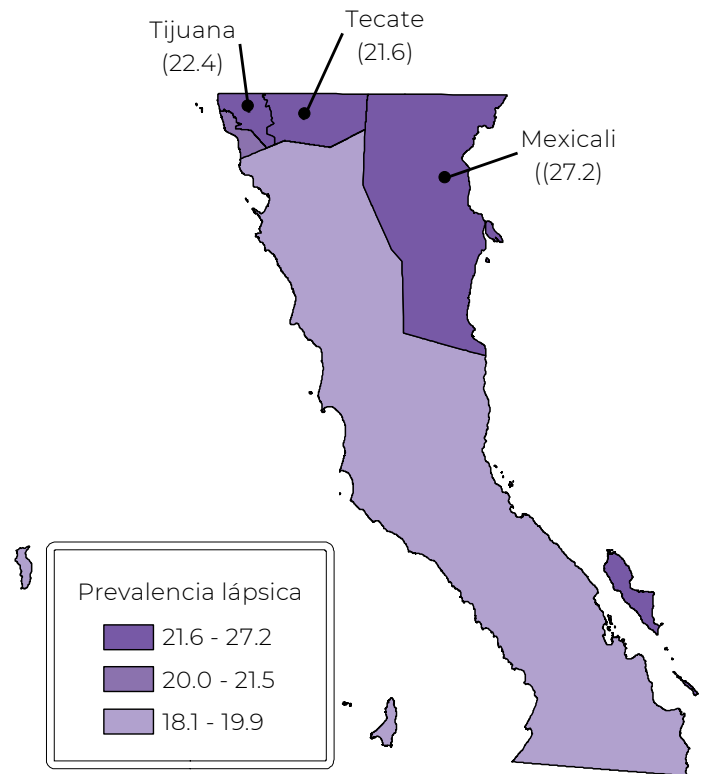 Tijuana
(22.4)
Tecate
(21.6)
Mexicali
((27.2)
Prevalencia lápsica
21.6 - 27.2
20.0 - 21.5
18.1 - 19.9